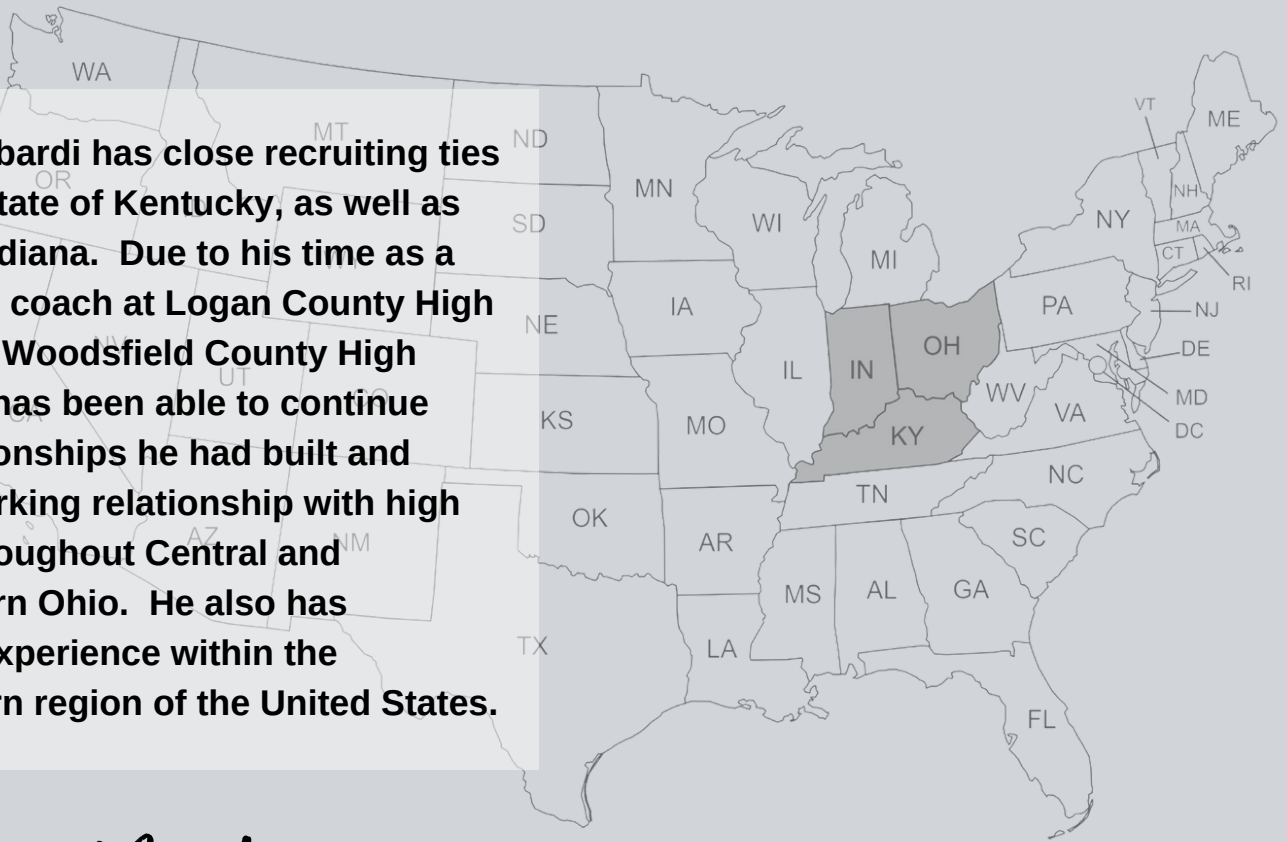 WA
MT
ND
OR
ID
SD
WY
NE
NV
UT
CO
CA
KS
AZ
NM
OK
TX
MN
WI
MI
IA
IL
IN
OH
KY
MO
AR
LA
MS
AL
GA
FL
TN
NC
SC
VA
WV
PA
NY
VT
NH
ME
MA
CT
RI
NJ
DE
MD
DC
bardi has close recruiting ties
tate of Kentucky, as well as
diana.  Due to his time as a
coach at Logan County High
Woodsfield County High
has been able to continue
onships he had built and
rking relationship with high
oughout Central and
rn Ohio.  He also has
xperience within the
rn region of the United States.